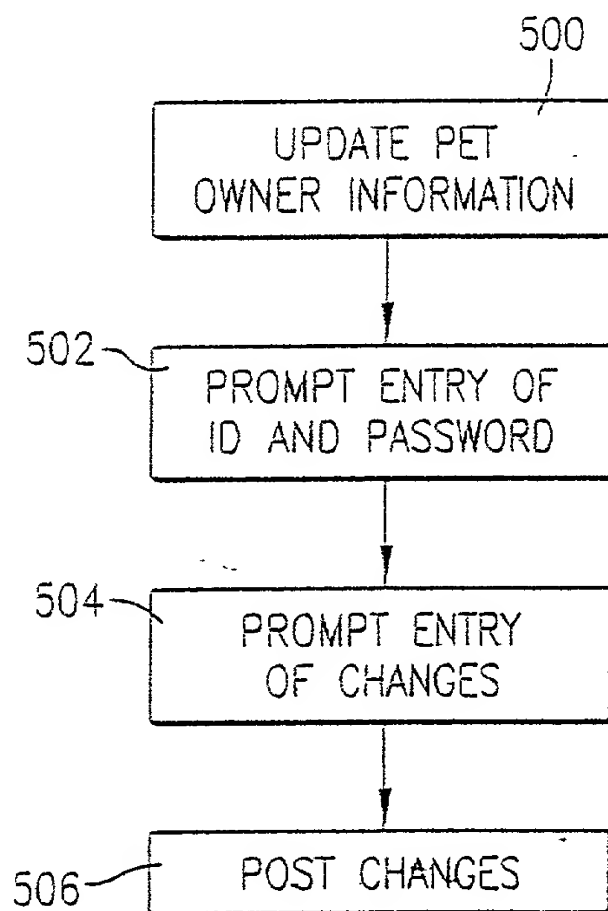 500
UPDATE PET
OWNER INFORMATION
502
PROMPT ENTRY OF
ID AND PASSWORD
504
PROMPT ENTRY
OF CHANGES
506
POST CHANGES